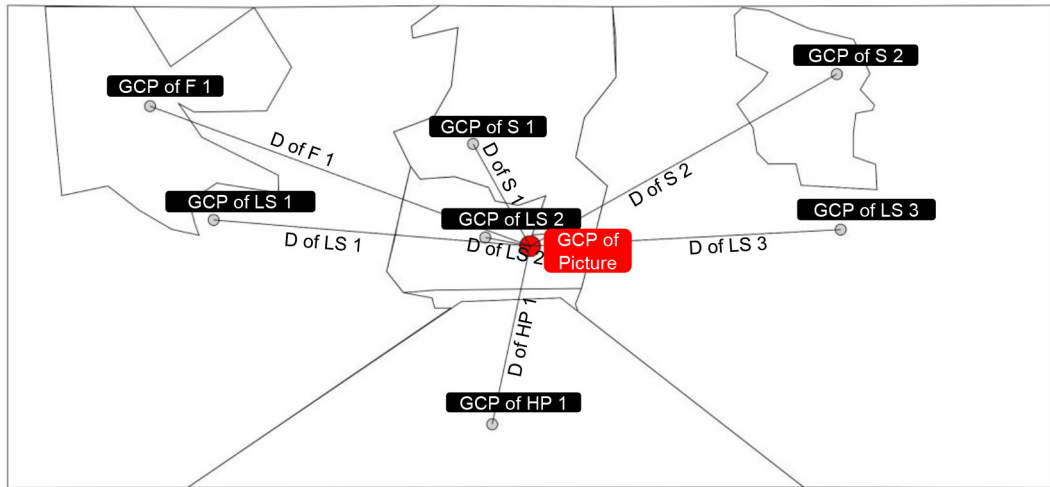 GCP of S 2
GCP of F 1
GCP of S 1
D of F 1
D of S 1
D of S 2
GCP of LS 1
GCP of LS 2
GCP of LS 3
D of LS 1
D of LS 2
GCP of
Picture
D of LS 3
D of HP 1
GCP of HP 1